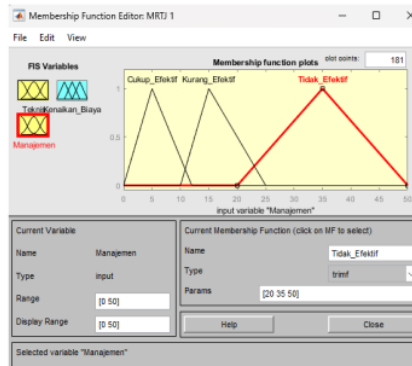 Membership Function Editor: MRTJ 1
File Edit View
FIS Variables
Membership function plots
plot points:
181
Teknis
Kenaikan_Biaya
Manajemen
Cukup_Efektif Kurang_Efektif Tidak_Efektif
1
0.5
0
0 5 10 15 20 25 30 35 40 45 50
input variable "Manajemen"
Current Variable
Name Manajemen
Type input
Range [0 50]
Display Range [0 50]
Current Membership Function (click on MF to select)
Name Tidak_Efektif
Type trimf
Params [20 35 50]
Help Close
Selected variable "Manajemen"